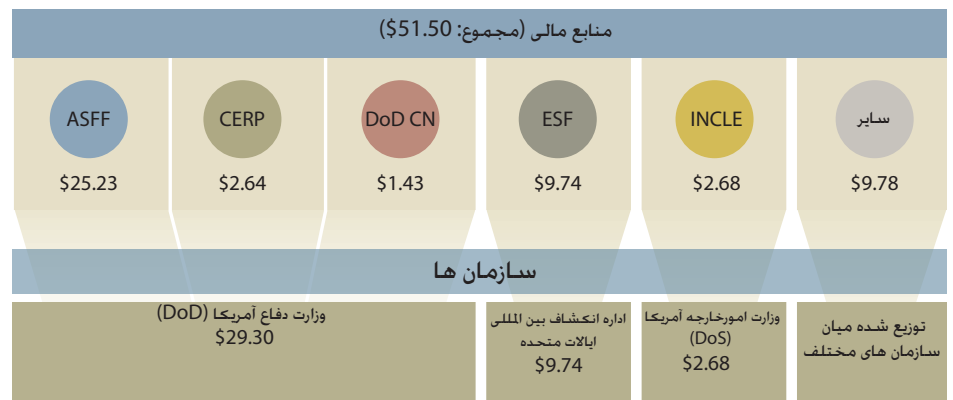 منابع مالی (مجموع: 51.50$)
ASFF
CERP
DoD CN
ESF
INCLE
سایر
$25.23
$2.64
$1.43
$9.74
$2.68
$9.78
سازمان ها
وزارت دفاع آمریکا (DoD)
$29.30
اداره انکشاف بین المللی
ایالات متحده
$9.74
وزارت امورخارجه آمریکا
(DoS)
$2.68
توزیع شده میان
سازمان های مختلف